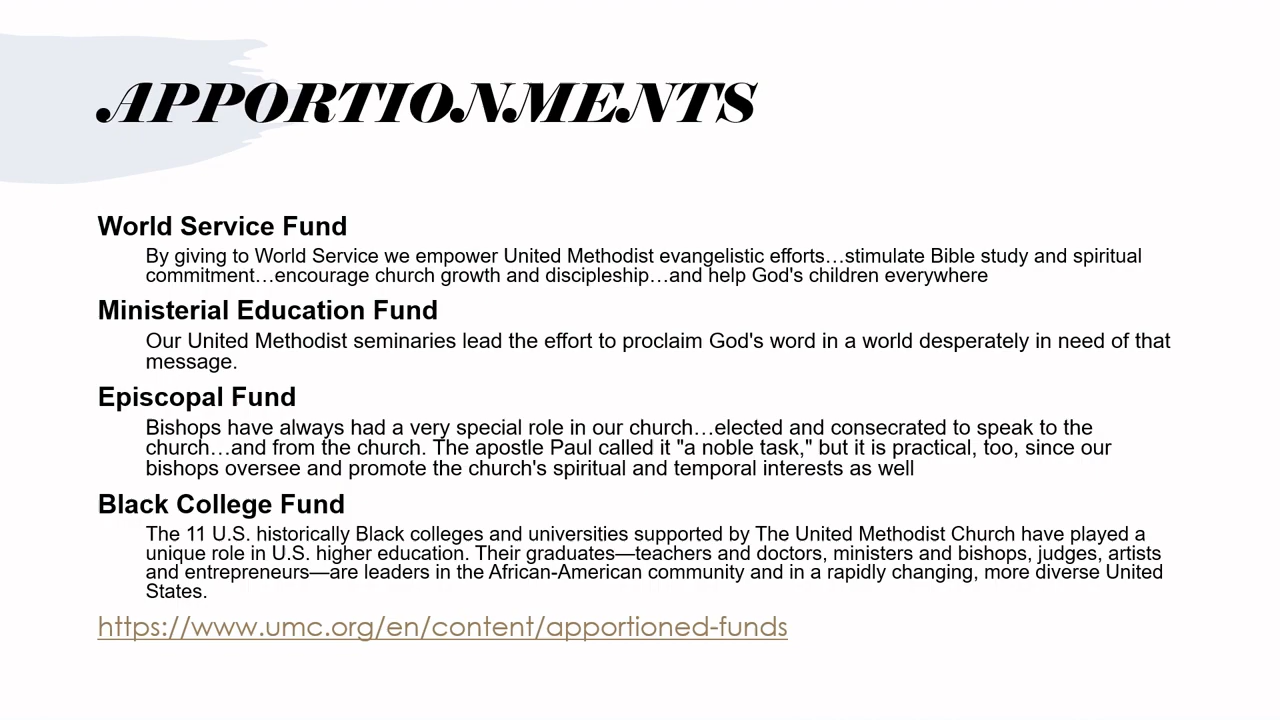 APPORTIONMENTS
World Service Fund
By giving to World Service we empower United Methodist evangelistic efforts…stimulate Bible study and spiritual
commitment…encourage church growth and discipleship…and help God's children everywhere
Ministerial Education Fund
Our United Methodist seminaries lead the effort to proclaim God's word in a world desperately in need of that
message.
Episcopal Fund
Bishops have always had a very special role in our church…elected and consecrated to speak to the
church…and from the church. The apostle Paul called it "a noble task," but it is practical, too, since our
bishops oversee and promote the church's spiritual and temporal interests as well
Black College Fund
The 11 U.S. historically Black colleges and universities supported by The United Methodist Church have played a
unique role in U.S. higher education. Their graduates—teachers and doctors, ministers and bishops, judges, artists
and entrepreneurs—are leaders in the African-American community and in a rapidly changing, more diverse United
States.
https://www.umc.org/en/content/apportioned-funds